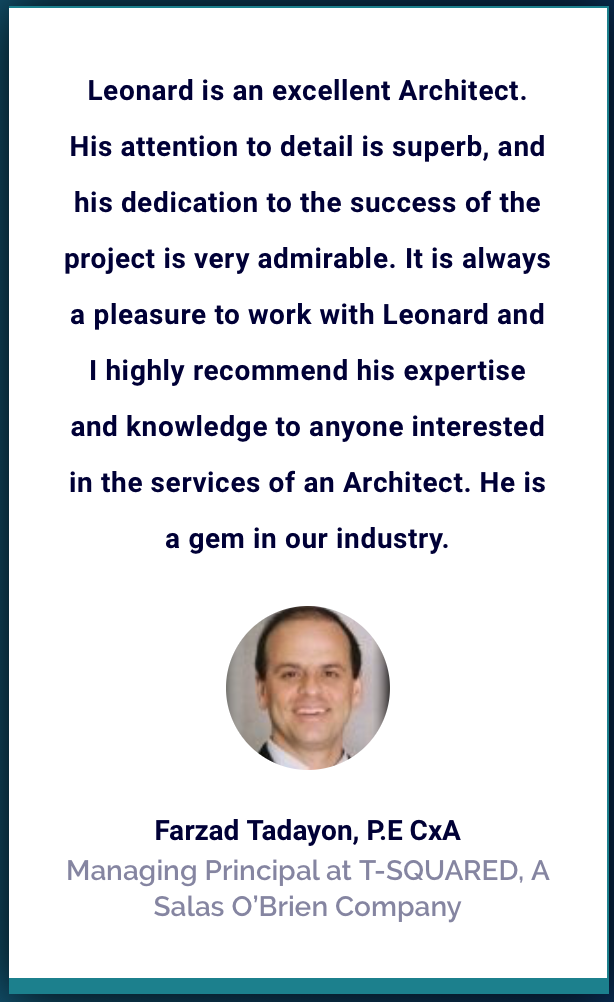 Leonard is an excellent Architect.
His attention to detail is superb, and
his dedication to the success of the
project is very admirable. It is always
a pleasure to work with Leonard and
I highly recommend his expertise
and knowledge to anyone interested
in the services of an Architect. He is
a gem in our industry.
Farzad Tadayon, P.E CxA
Managing Principal at T-SQUARED, A
Salas O’Brien Company